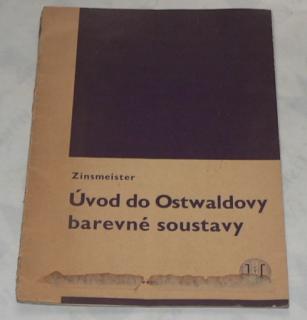 Zinsmeister
Úvod do Ostwaldovy
barevné soustavy